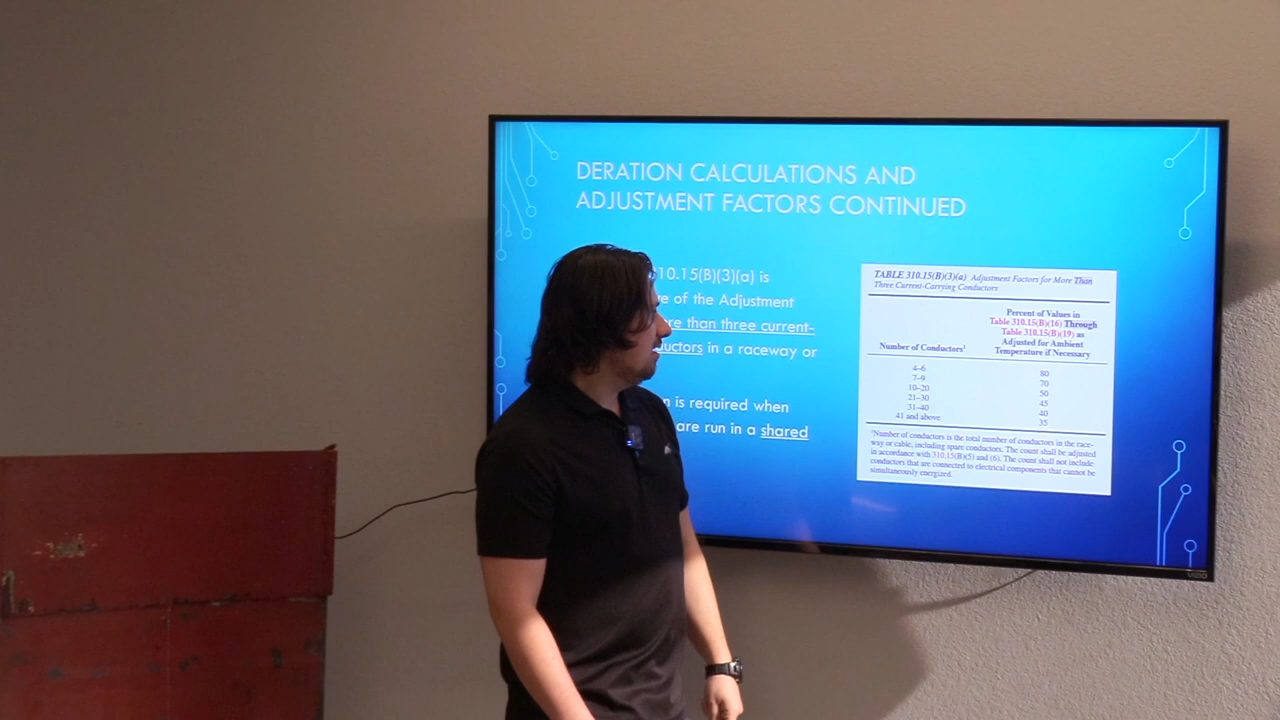 DERATION CALCULATIONS AND
ADJUSTMENT FACTORS CONTINUED
10.15(B)(3)(a) is
of the Adjustment
than three current-
in a raceway or
is required when
are run in a shared
TABLE 310.15(B)(3)(a) Adjustment Factors for More Than
Three Current-Carrying Conductors
Number of Conductors¹
Percent of Values in
Table 310.15(B)(16) Through
Table 310.15(B)(19) as
Adjusted for Ambient
Temperature if Necessary
4–6 80
7–9 70
10–20 50
21–30 45
31–40 40
41 and above 35
¹Number of conductors is the total number of conductors in the race-
way or cable, including spare conductors. The count shall be adjusted
in accordance with 310.15(B)(5) and (6). The count shall not include
conductors that are connected to electrical components that cannot be
simultaneously energized.
VIZIO